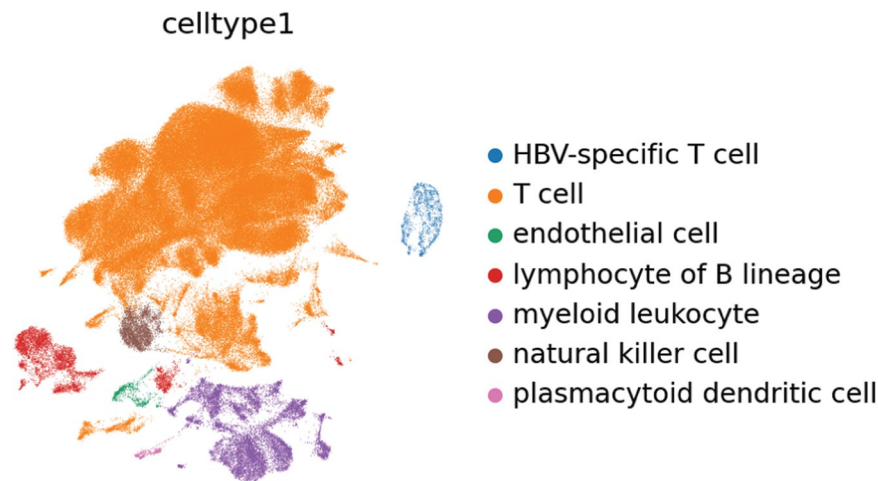 celltype1
HBV-specific T cell
T cell
endothelial cell
lymphocyte of B lineage
myeloid leukocyte
natural killer cell
plasmacytoid dendritic cell